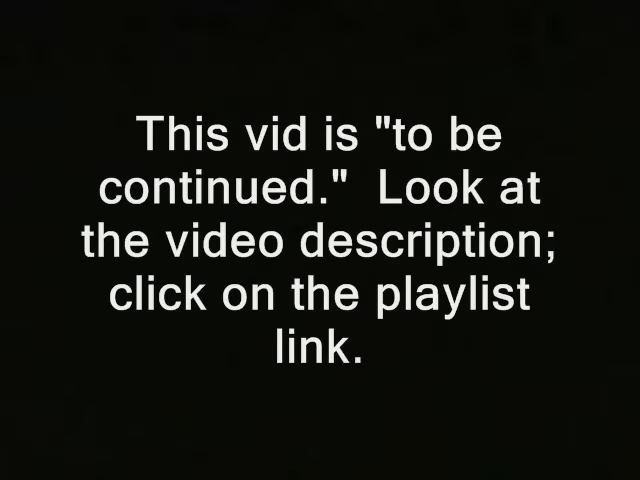 This vid is "to be
continued."  Look at
the video description;
click on the playlist
link.